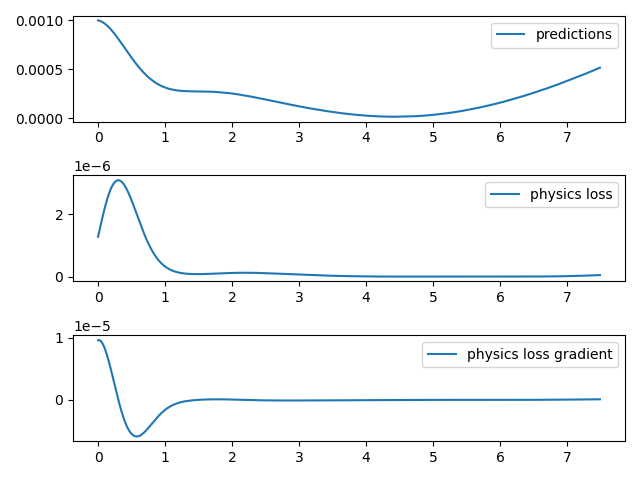 0.0010
0.0005
0.0000
predictions
0 1 2 3 4 5 6 7
1e−6
2
0
physics loss
0 1 2 3 4 5 6 7
1e−5
1
0
physics loss gradient
0 1 2 3 4 5 6 7